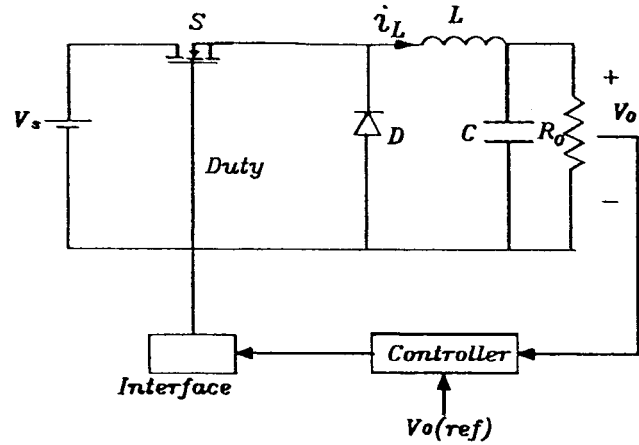 S
i_L
L
+
V_s
V_o
D
C
R_o
Duty
−
Controller
Interface
Vo(ref)